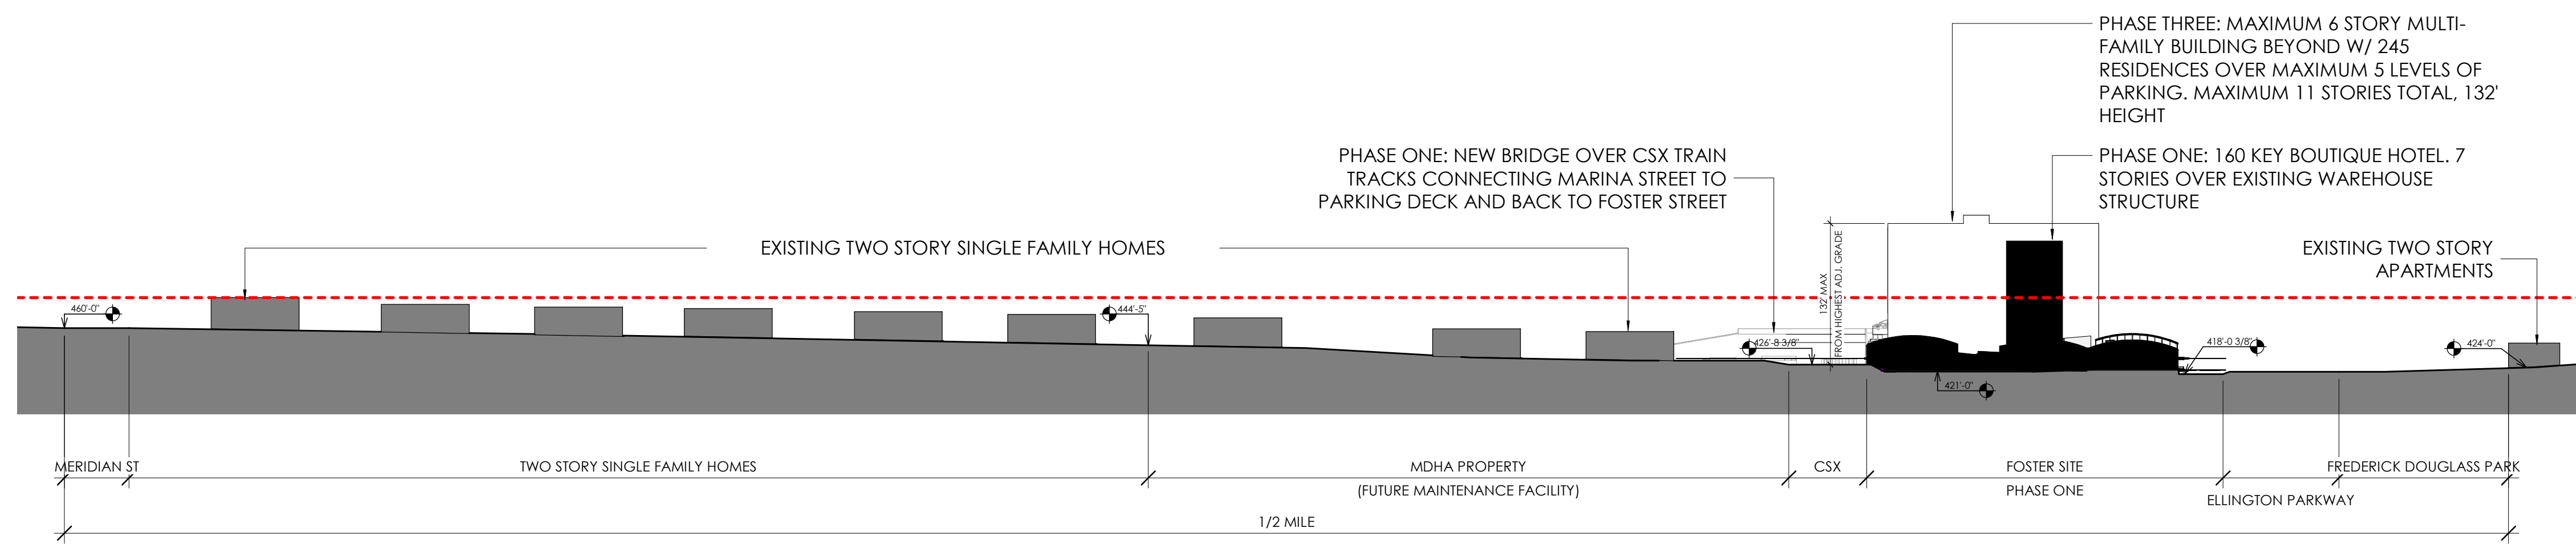 PHASE THREE: MAXIMUM 6 STORY MULTI-
FAMILY BUILDING BEYOND W/ 245
RESIDENCES OVER MAXIMUM 5 LEVELS OF
PARKING. MAXIMUM 11 STORIES TOTAL, 132'
HEIGHT
PHASE ONE: NEW BRIDGE OVER CSX TRAIN
TRACKS CONNECTING MARINA STREET TO
PARKING DECK AND BACK TO FOSTER STREET
PHASE ONE: 160 KEY BOUTIQUE HOTEL. 7
STORIES OVER EXISTING WAREHOUSE
STRUCTURE
EXISTING TWO STORY SINGLE FAMILY HOMES
EXISTING TWO STORY
APARTMENTS
132' MAX
FROM HIGHEST ADJ. GRADE
460'-0"
444'-5"
426'-8 3/8"
421'-0"
418'-0 3/8"
424'-0"
MERIDIAN ST
TWO STORY SINGLE FAMILY HOMES
MDHA PROPERTY
(FUTURE MAINTENANCE FACILITY)
CSX
FOSTER SITE
PHASE ONE
ELLINGTON PARKWAY
FREDERICK DOUGLASS PARK
1/2 MILE